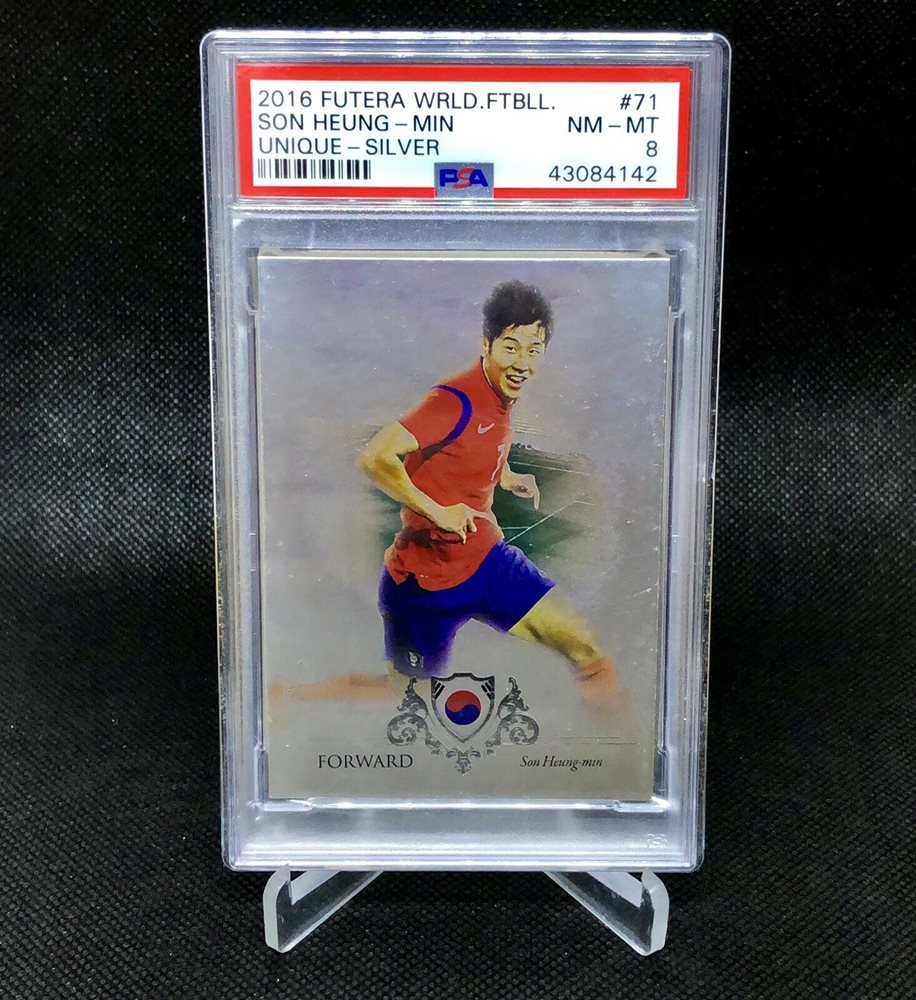 2016 FUTERA WRLD.FTBLL. #71
SON HEUNG-MIN NM-MT
UNIQUE-SILVER 8
PSA 43084142
FORWARD Son Heung-min